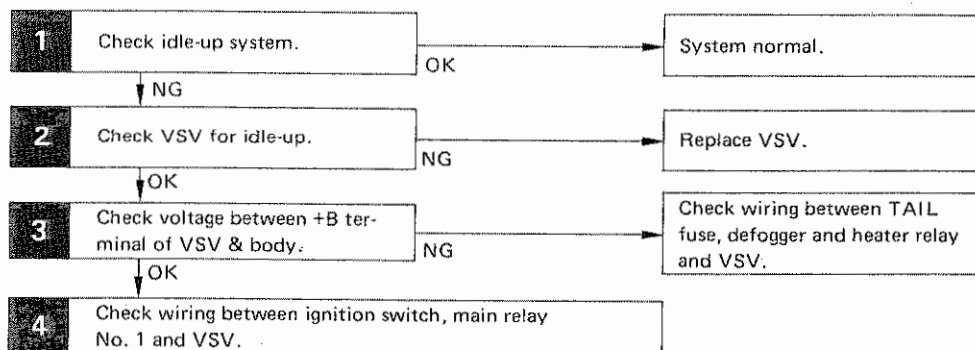 1 Check idle-up system.
OK
System normal.
NG
2 Check VSV for idle-up.
NG
Replace VSV.
OK
3 Check voltage between +B ter-
minal of VSV & body.
NG
Check wiring between TAIL
fuse, defogger and heater relay
and VSV.
OK
4 Check wiring between ignition switch, main relay
No. 1 and VSV.